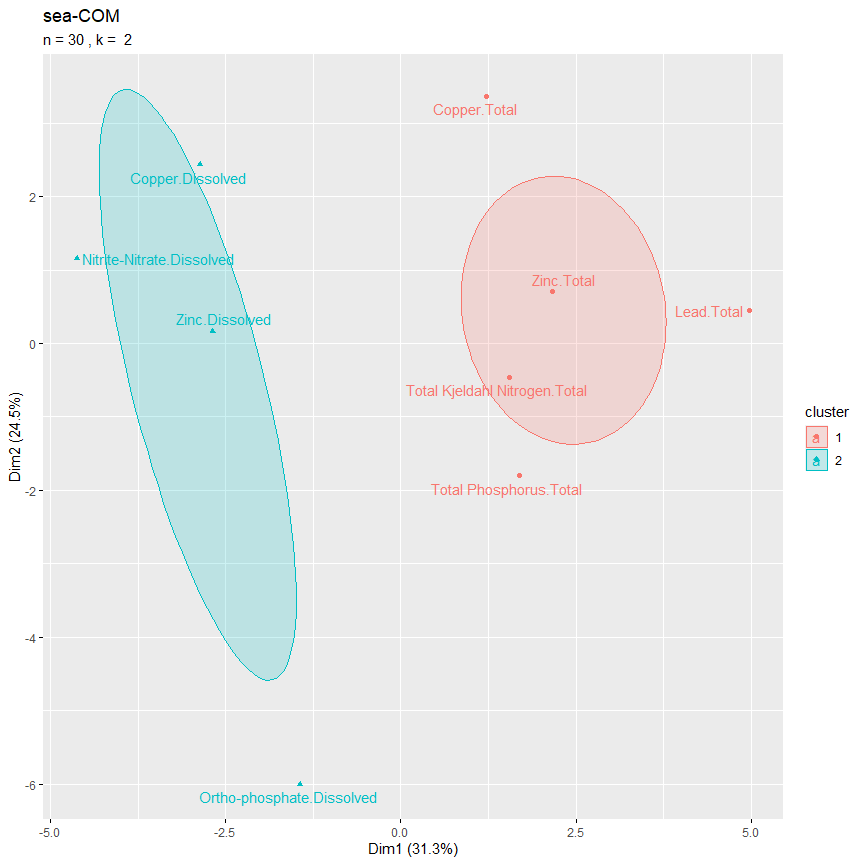 sea-COM
n = 30 , k =  2
Copper.Total
Copper.Dissolved
2
Nitrite-Nitrate.Dissolved
Zinc.Total
Lead.Total
Zinc.Dissolved
0
Total Kjeldahl Nitrogen.Total
cluster
1
2
Dim2 (24.5%)
-2
Total Phosphorus.Total
-4
-6
Ortho-phosphate.Dissolved
-5.0
-2.5
0.0
2.5
5.0
Dim1 (31.3%)